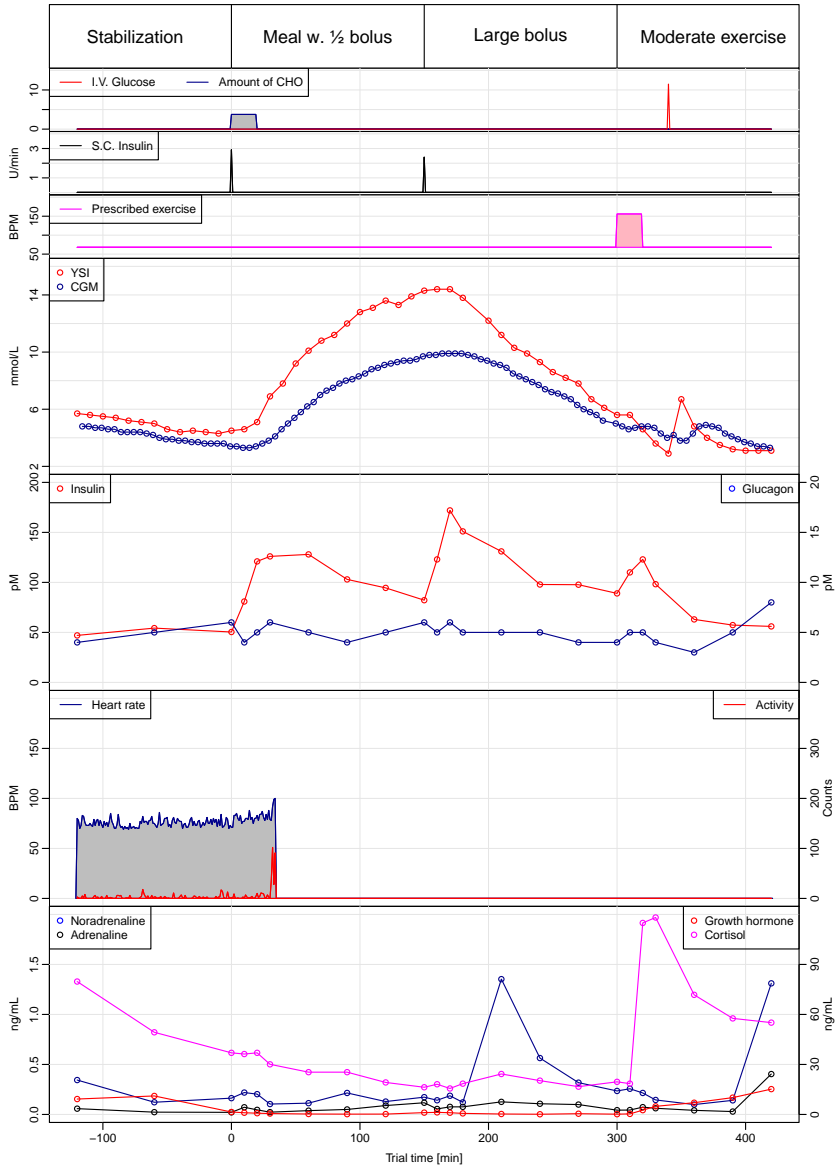 Stabilization Meal w. ½ bolus Large bolus Moderate exercise
I.V. Glucose Amount of CHO
0 10
S.C. Insulin
U/min
1 3
Prescribed exercise
BPM
50 150
YSI
CGM
mmol/L
2 6 10 14
Insulin Glucagon
pM
0 50 100 150 200
0 5 10 15 20
pM
Heart rate Activity
BPM
0 50 100 150
0 100 200 300
Counts
Noradrenaline Growth hormone
Adrenaline Cortisol
ng/mL
0.0 0.5 1.0 1.5
0 30 60 90
ng/mL
−100 0 100 200 300 400
Trial time [min]